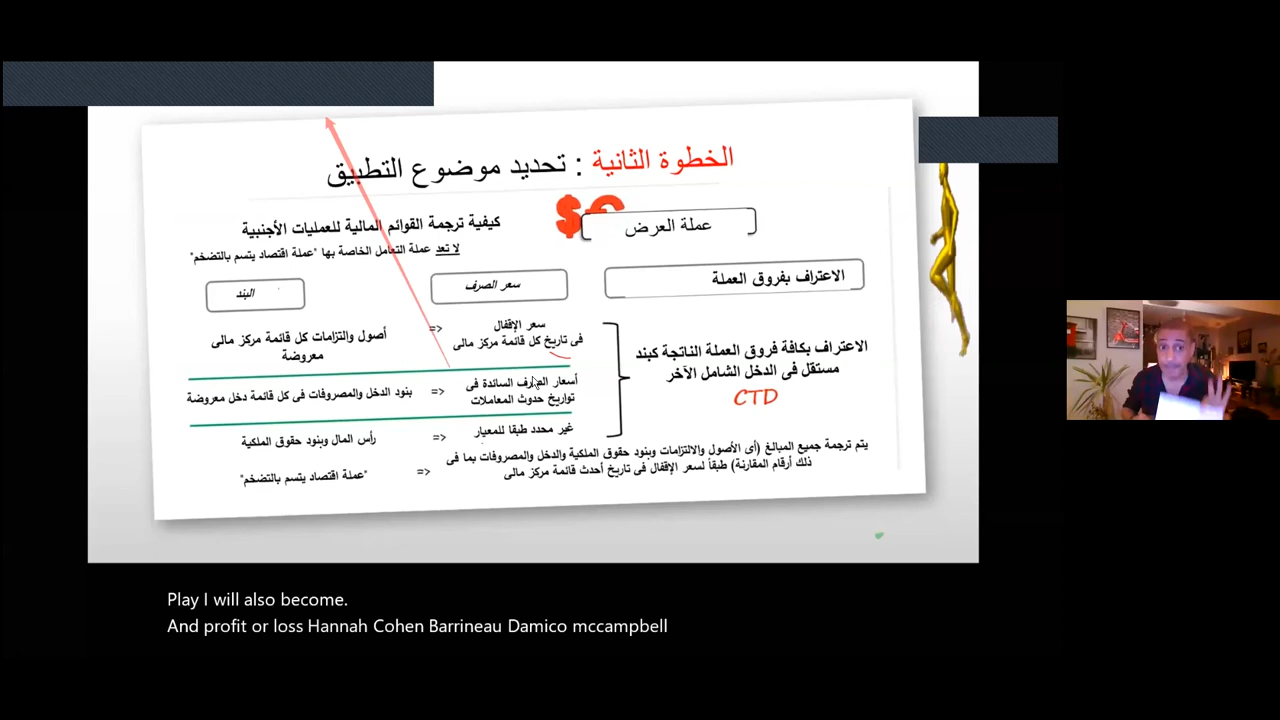 الخطوة الثانية : تحديد موضوع التطبيق
$€
عملة العرض
كيفية ترجمة القوائم المالية للعمليات الأجنبية
لا تعد عملة التعامل الخاصة بها "عملة اقتصاد يتسم بالتضخم"
الاعتراف بفروق العملة
سعر الصرف
البند
سعر الإقفال
فى تاريخ كل قائمة مركز مالى
<=
أصول والتزامات كل قائمة مركز مالى
معروضة
الاعتراف بكافة فروق العملة الناتجة كبند
مستقل فى الدخل الشامل الآخر
CTD
أسعار الصرف السائدة فى
تواريخ حدوث المعاملات
<=
بنود الدخل والمصروفات فى كل قائمة دخل معروضة
غير محدد طبقا للمعيار
<=
رأس المال وبنود حقوق الملكية
يتم ترجمة جميع المبالغ (أى الأصول والالتزامات وبنود حقوق الملكية والدخل والمصروفات بما فى
ذلك أرقام المقارنة) طبقاً لسعر الإقفال فى تاريخ أحدث قائمة مركز مالى
<=
"عملة اقتصاد يتسم بالتضخم"
Play I will also become.
And profit or loss Hannah Cohen Barrineau Damico mccampbell